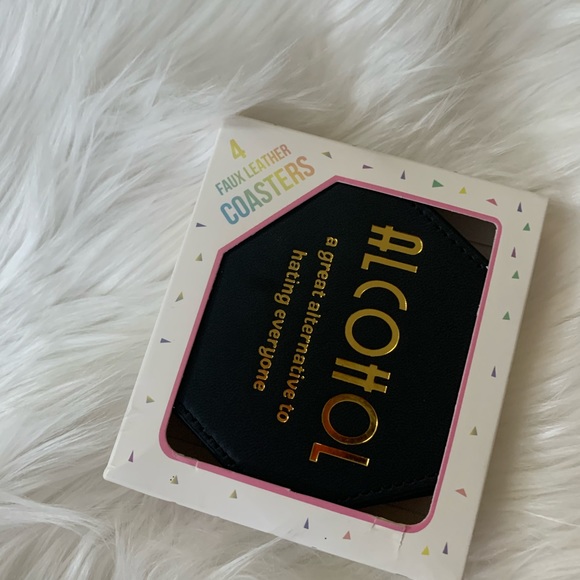 4
FAUX LEATHER
COASTERS
ALCOHOL
a great alternative to
hating everyone